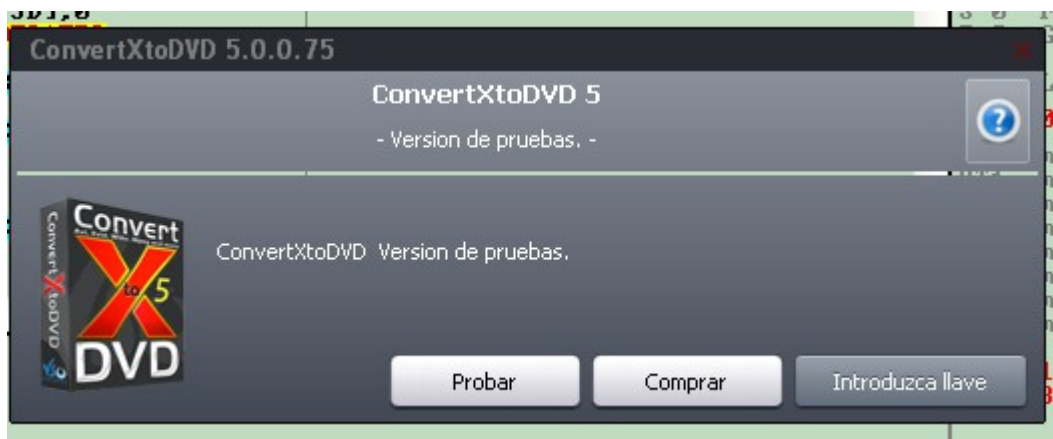 ConvertXtoDVD 5.0.0.75
ConvertXtoDVD 5
- Version de pruebas. -
Convert
X
to 5
DVD
ConvertXtoDVD
vso
ConvertXtoDVD Version de pruebas.
Probar
Comprar
Introduzca llave